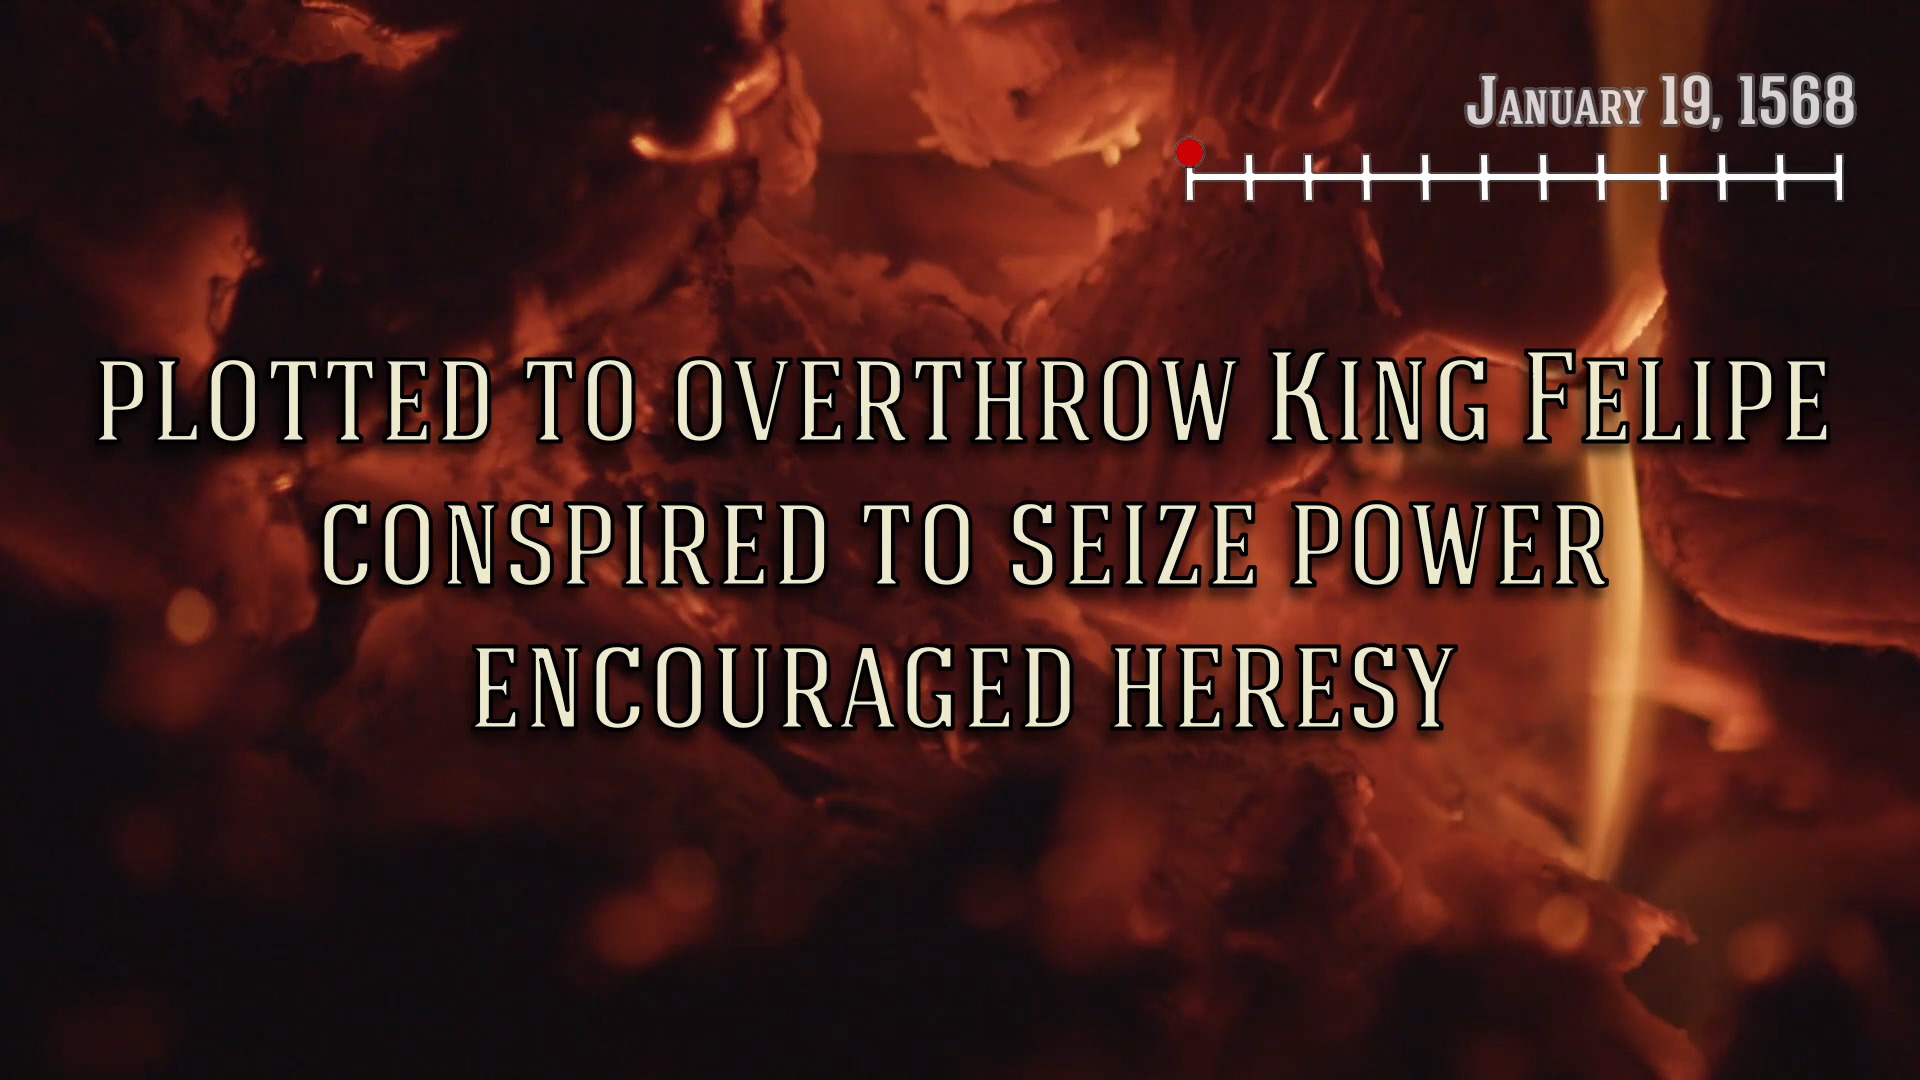 January 19, 1568
plotted to overthrow King Felipe
conspired to seize power
encouraged heresy